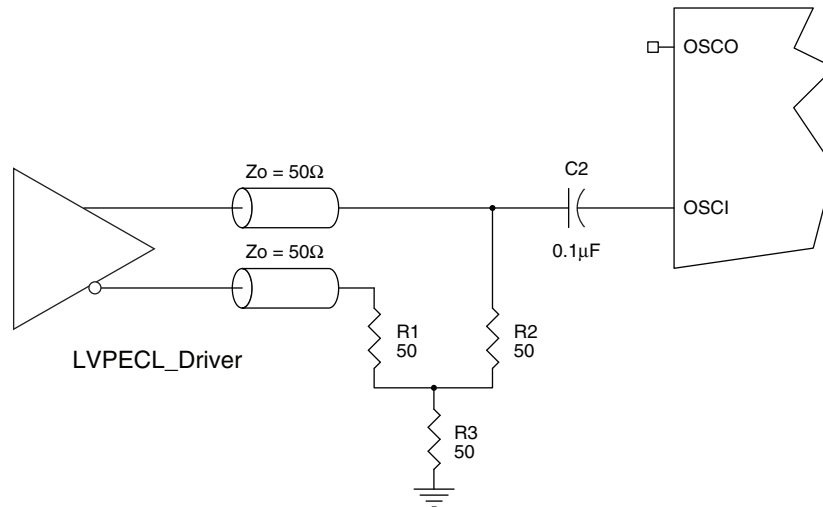 OSCO
Zo = 50Ω
C2
OSCI
0.1μF
Zo = 50Ω
R1
50
R2
50
LVPECL_Driver
R3
50